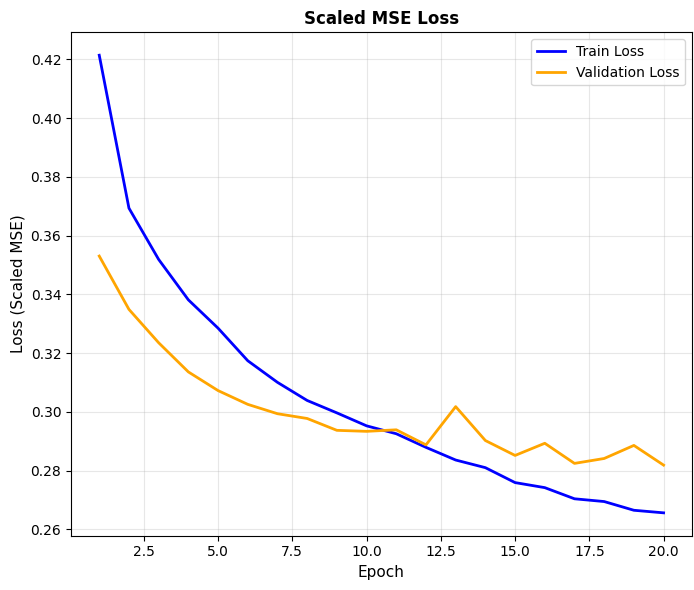 Scaled MSE Loss
Train Loss
Validation Loss
Loss (Scaled MSE)
0.42
0.40
0.38
0.36
0.34
0.32
0.30
0.28
0.26
2.5 5.0 7.5 10.0 12.5 15.0 17.5 20.0
Epoch